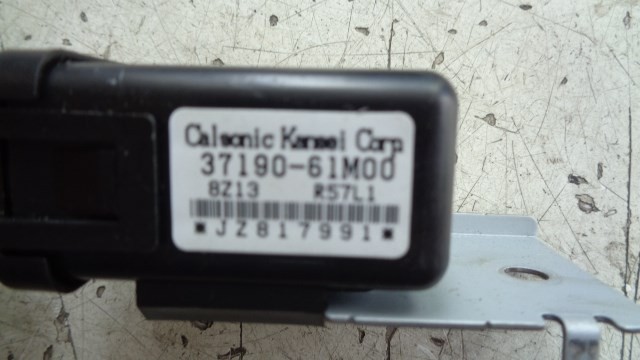 Calsonic Kansei Corp
37190-61M00
8Z13 R57L1
JZ817991